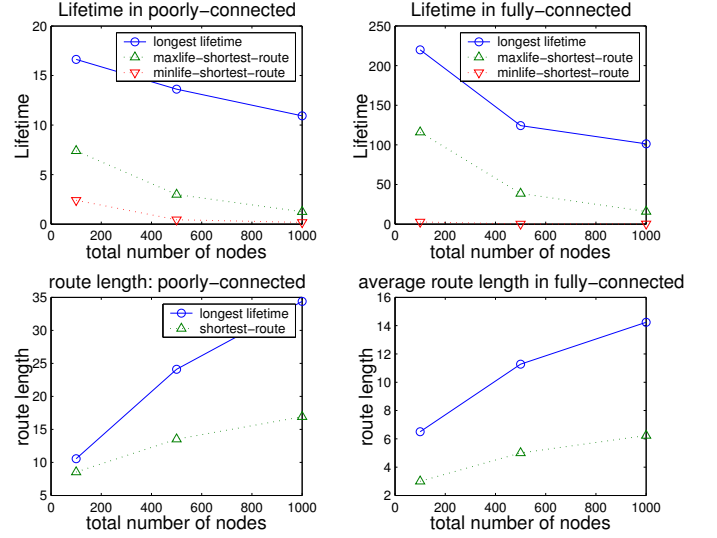 Lifetime in poorly-connected
20
15
10
5
0
Lifetime
longest lifetime
maxlife-shortest-route
minlife-shortest-route
0 200 400 600 800 1000
total number of nodes
Lifetime in fully-connected
250
200
150
100
50
0
Lifetime
longest lifetime
maxlife-shortest-route
minlife-shortest-route
0 200 400 600 800 1000
total number of nodes
route length: poorly-connected
35
30
25
20
15
10
5
route length
longest lifetime
shortest-route
0 200 400 600 800 1000
total number of nodes
average route length in fully-connected
16
14
12
10
8
6
4
2
route length
0 200 400 600 800 1000
total number of nodes